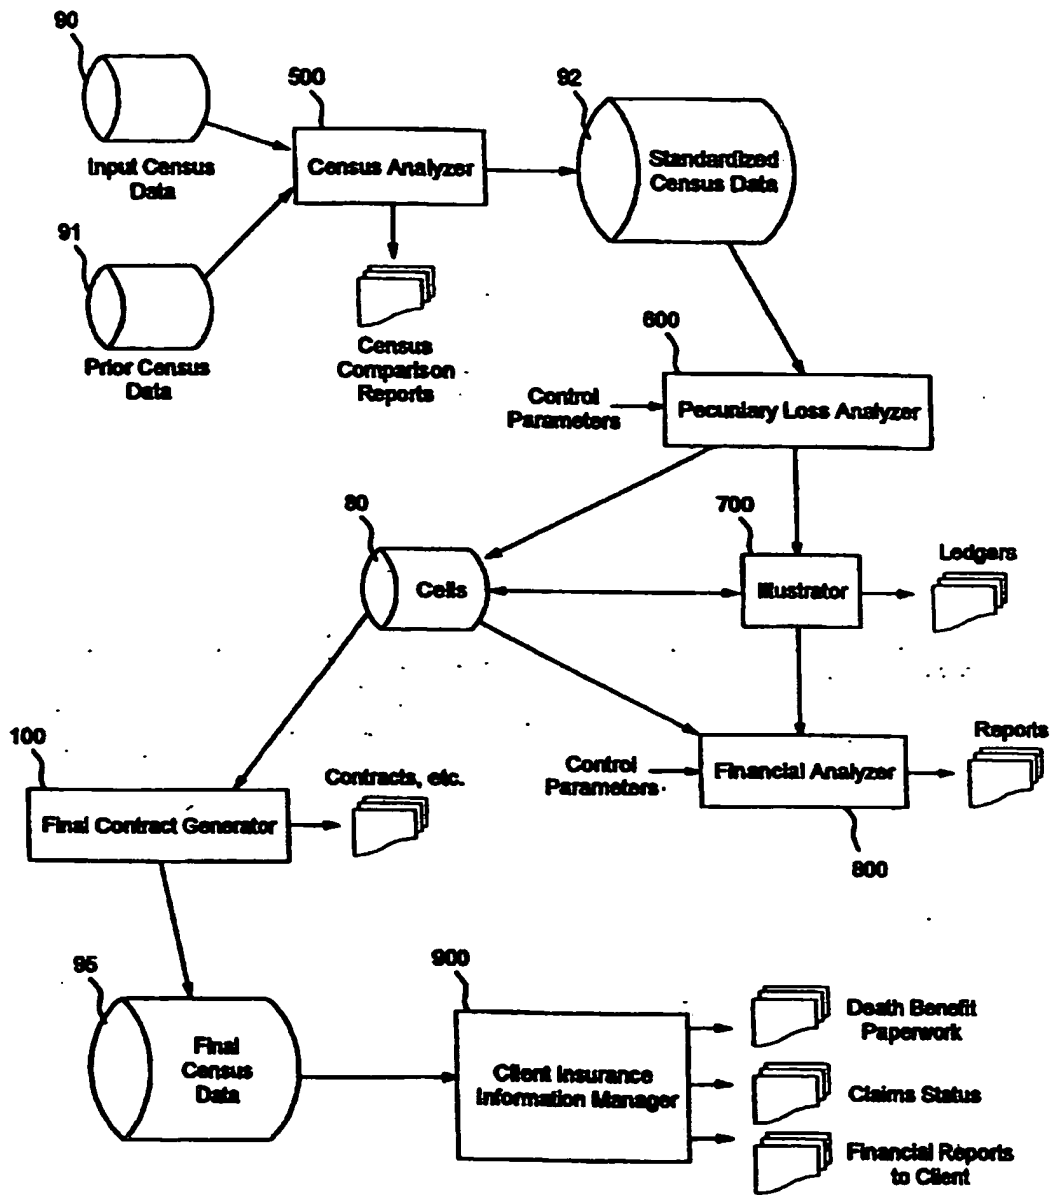 90
500
92
Input Census
Data
Census Analyzer
Standardized
Census Data
91
Prior Census
Data
Census
Comparison
Reports
600
Control
Parameters
Pecuniary Loss Analyzer
80
700
Cells
Illustrator
Ledgers
100
Contracts, etc.
Control
Parameters
Financial Analyzer
Reports
Final Contract Generator
800
95
900
Final
Census
Data
Client Insurance
Information Manager
Death Benefit
Paperwork
Claims Status
Financial Reports
to Client